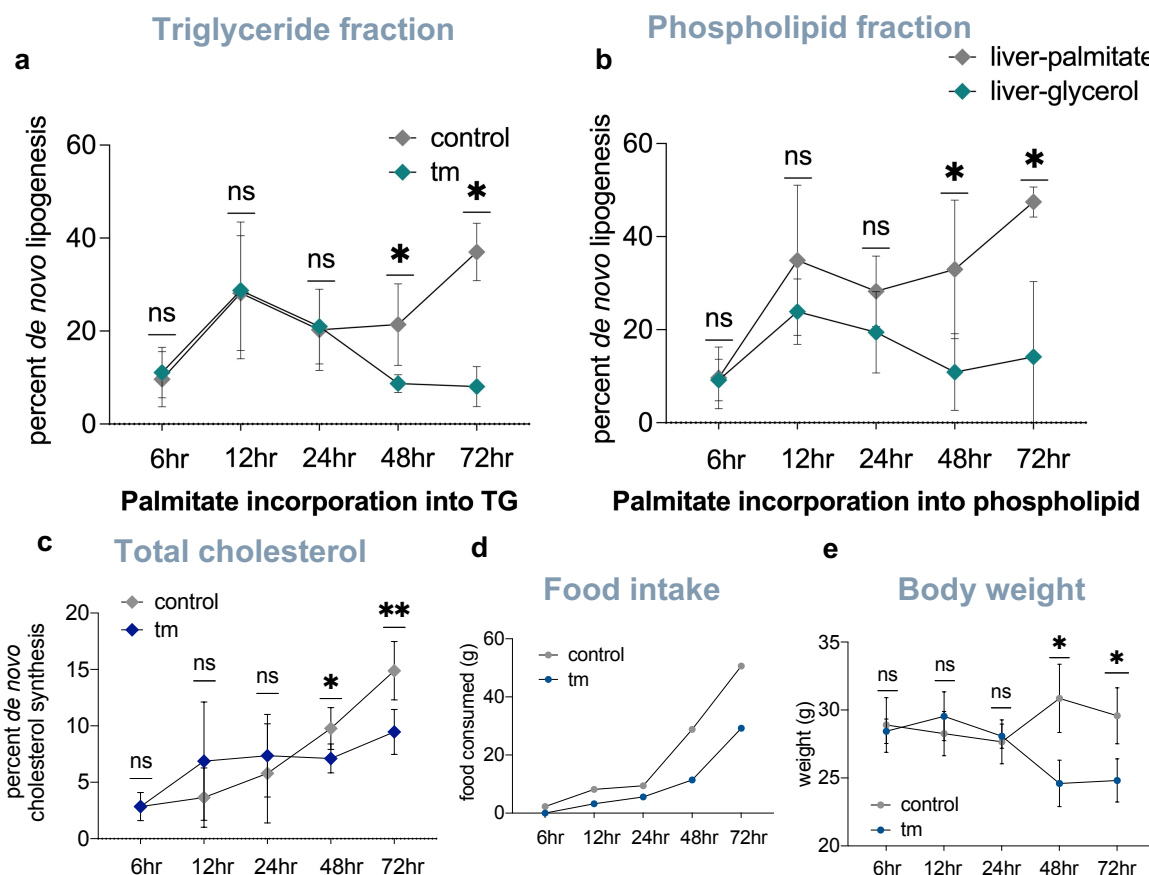 Triglyceride fraction
a
control
tm
percent de novo lipogenesis
60
40
20
0
ns
ns
ns
*
*
6hr 12hr 24hr 48hr 72hr
Palmitate incorporation into TG
Phospholipid fraction
b
liver-palmitate
liver-glycerol
percent de novo lipogenesis
60
40
20
0
ns
ns
ns
*
*
6hr 12hr 24hr 48hr 72hr
Palmitate incorporation into phospholipid
c
Total cholesterol
control
tm
percent de novo
cholesterol synthesis
20
15
10
5
0
ns
ns
ns
*
**
6hr 12hr 24hr 48hr 72hr
d
Food intake
control
tm
food consumed (g)
60
40
20
0
6hr 12hr 24hr 48hr 72hr
e
Body weight
weight (g)
35
30
25
20
ns
ns
ns
*
*
control
tm
6hr 12hr 24hr 48hr 72hr